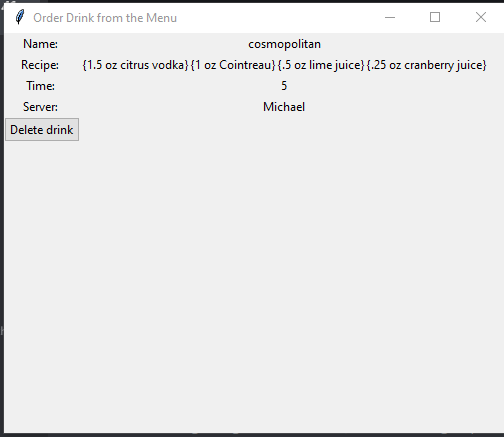 Order Drink from the Menu
Name: cosmopolitan
Recipe: {1.5 oz citrus vodka} {1 oz Cointreau} {.5 oz lime juice} {.25 oz cranberry juice}
Time: 5
Server: Michael
Delete drink